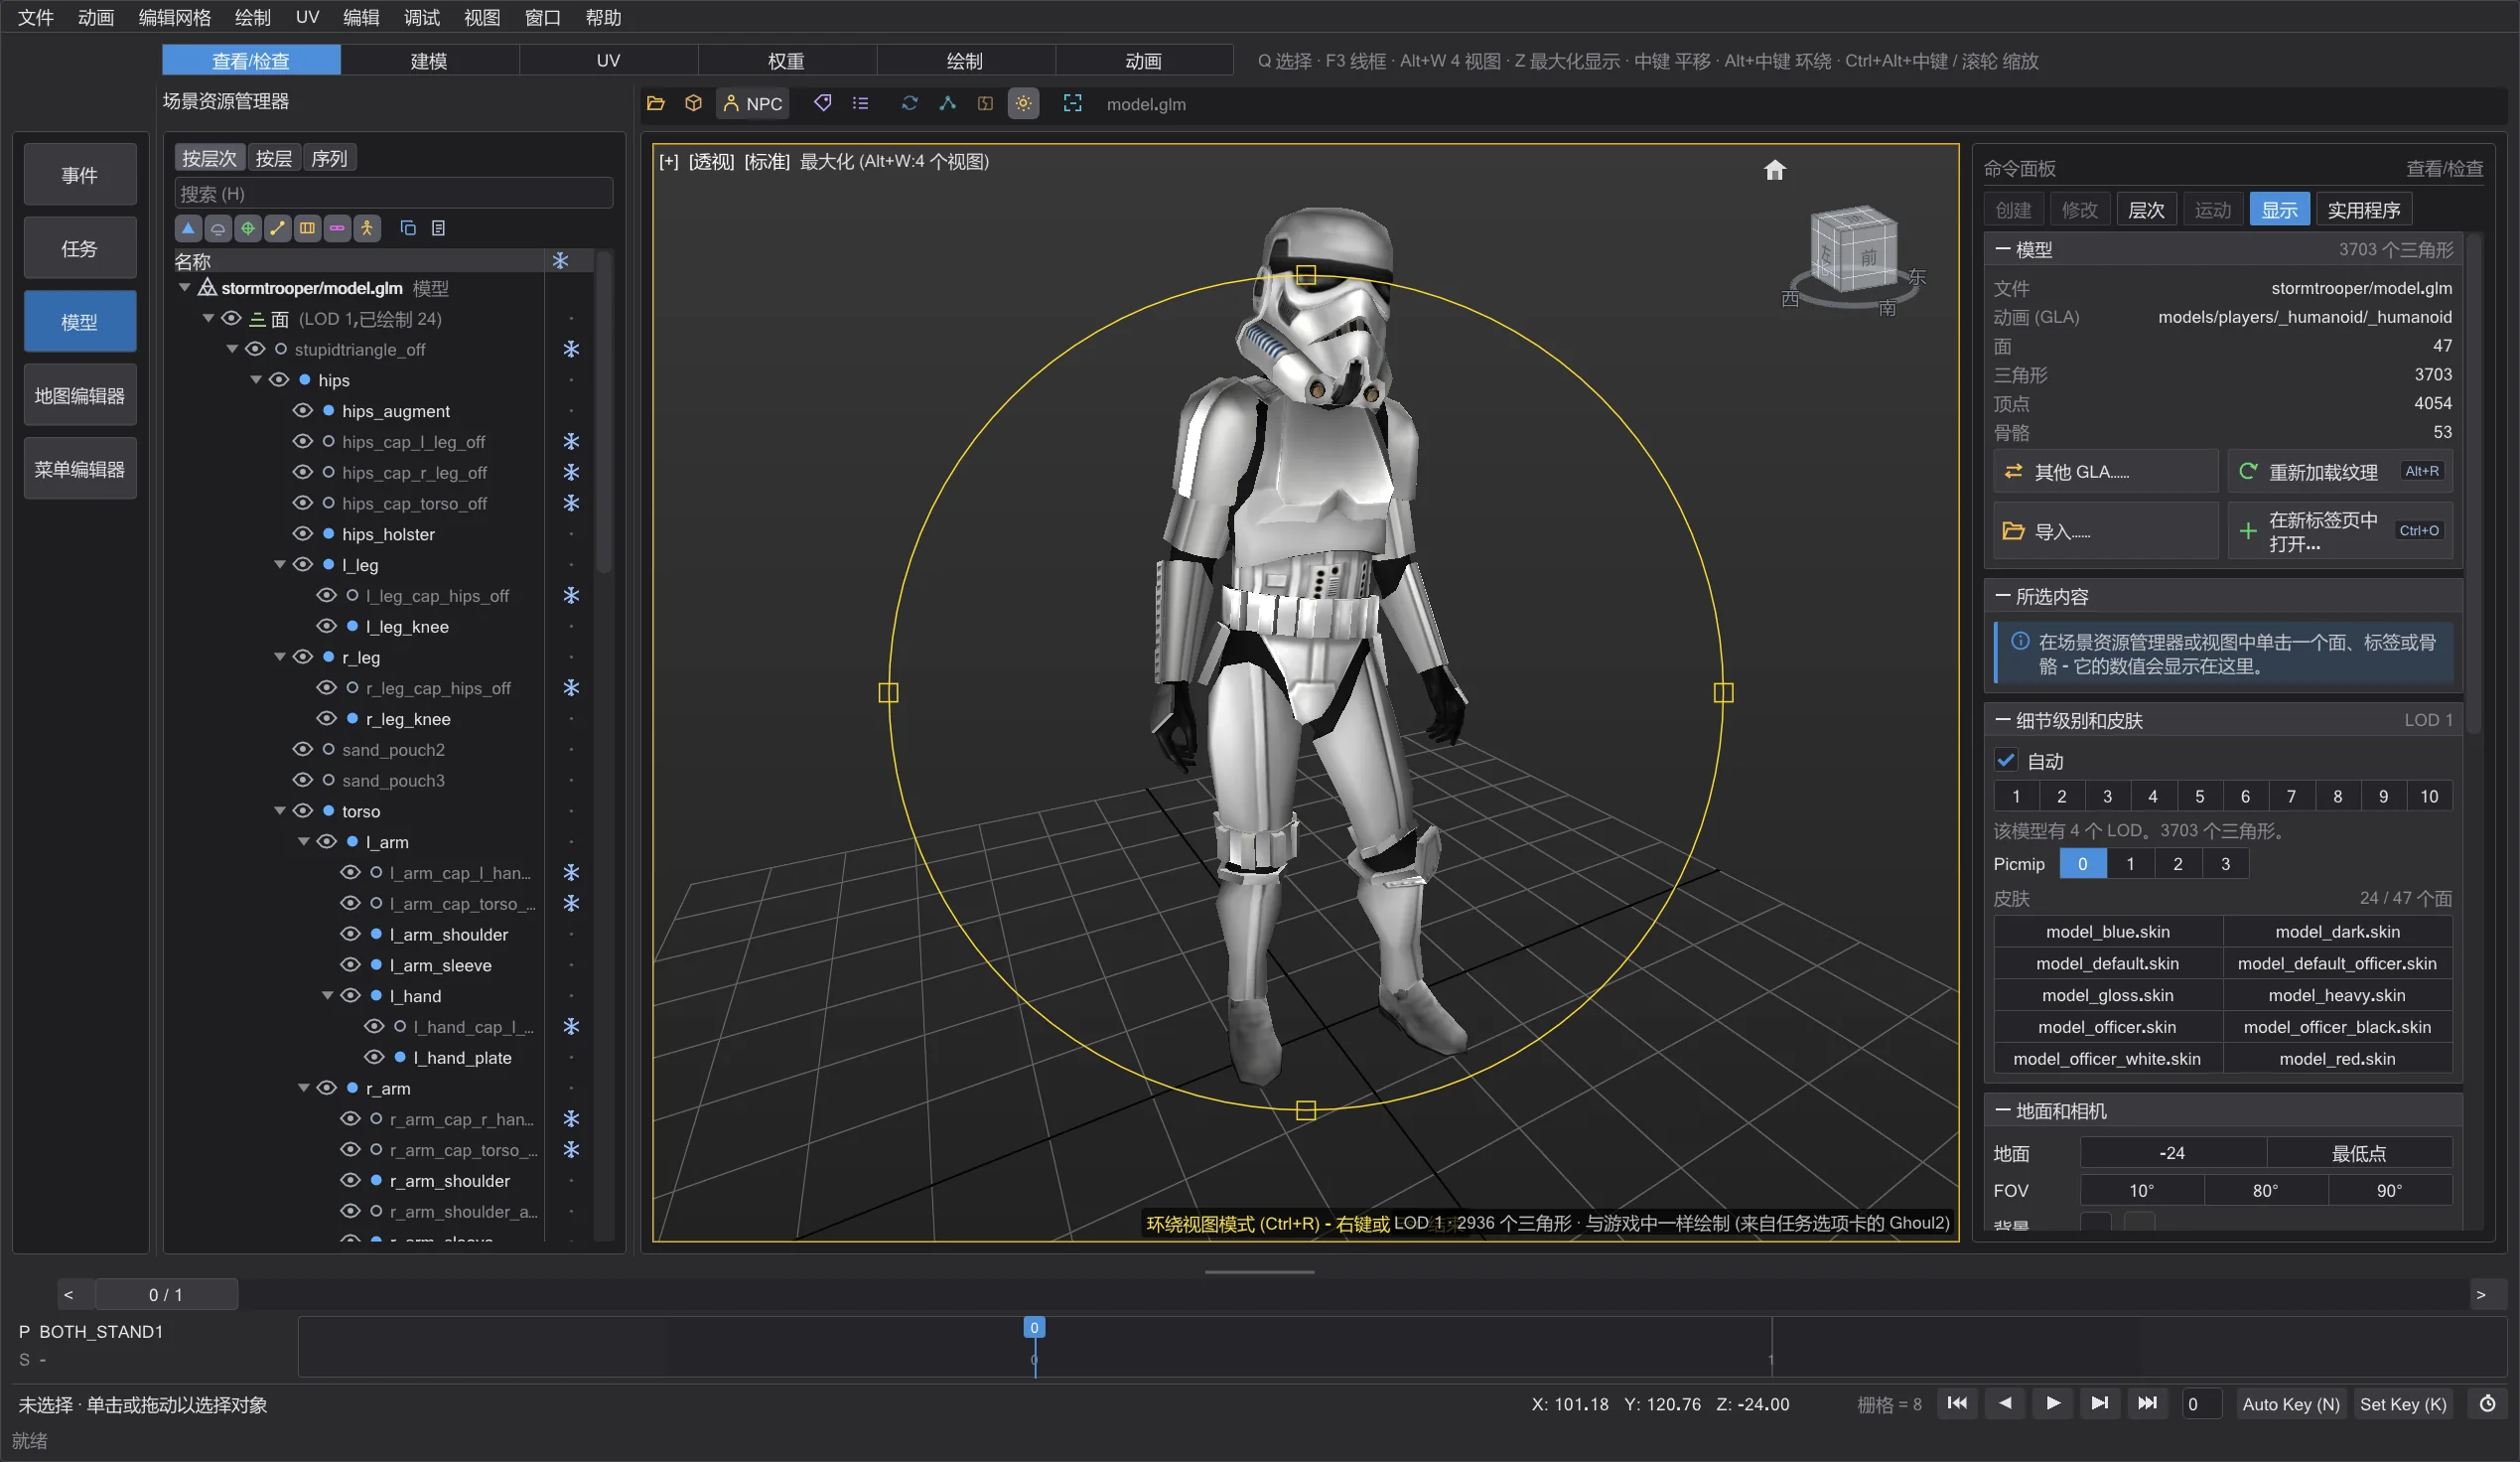 文件 动画 编辑网格 绘制 UV 编辑 调试 视图 窗口 帮助
查看/检查 建模 UV 权重 绘制 动画 Q 选择 · F3 线框 · Alt+W 4 视图 · Z 最大化显示 · 中键 平移 · Alt+中键 环绕 · Ctrl+Alt+中键 / 滚轮 缩放
场景资源管理器
NPC model.glm
事件
任务
模型
地图编辑器
菜单编辑器
按层次 按层 序列
搜索 (H)
名称
stormtrooper/model.glm 模型
面 (LOD 1,已绘制 24)
stupidtriangle_off
hips
hips_augment
hips_cap_l_leg_off
hips_cap_r_leg_off
hips_cap_torso_off
hips_holster
l_leg
l_leg_cap_hips_off
l_leg_knee
r_leg
r_leg_cap_hips_off
r_leg_knee
sand_pouch2
sand_pouch3
torso
l_arm
l_arm_cap_l_han...
l_arm_cap_torso_...
l_arm_shoulder
l_arm_sleeve
l_hand
l_hand_cap_l_...
l_hand_plate
r_arm
r_arm_cap_r_han...
r_arm_cap_torso_...
r_arm_shoulder
r_arm_shoulder_a...
[+] [透视] [标准] 最大化 (Alt+W:4 个视图)
左 前
西 南 东
环绕视图模式 (Ctrl+R) - 右键或 LOD 1 · 2936 个三角形 · 与游戏中一样绘制 (来自任务选项卡的 Ghoul2)
命令面板 查看/检查
创建 修改 层次 运动 显示 实用程序
模型 3703 个三角形
文件 stormtrooper/model.glm
动画 (GLA) models/players/_humanoid/_humanoid
面 47
三角形 3703
顶点 4054
骨骼 53
其他 GLA...... 重新加载纹理 Alt+R
导入...... 在新标签页中
打开... Ctrl+O
所选内容
在场景资源管理器或视图中单击一个面、标签或骨
骼 - 它的数值会显示在这里。
细节级别和皮肤 LOD 1
自动
1 2 3 4 5 6 7 8 9 10
该模型有 4 个 LOD。3703 个三角形。
Picmip 0 1 2 3
皮肤 24 / 47 个面
model_blue.skin model_dark.skin
model_default.skin model_default_officer.skin
model_gloss.skin model_heavy.skin
model_officer.skin model_officer_black.skin
model_officer_white.skin model_red.skin
地面和相机
地面 -24 最低点
FOV 10° 80° 90°
< 0 / 1 >
P BOTH_STAND1
S -
0
0 1
未选择 · 单击或拖动以选择对象
X: 101.18 Y: 120.76 Z: -24.00 栅格 = 8 0 Auto Key (N) Set Key (K)
就绪